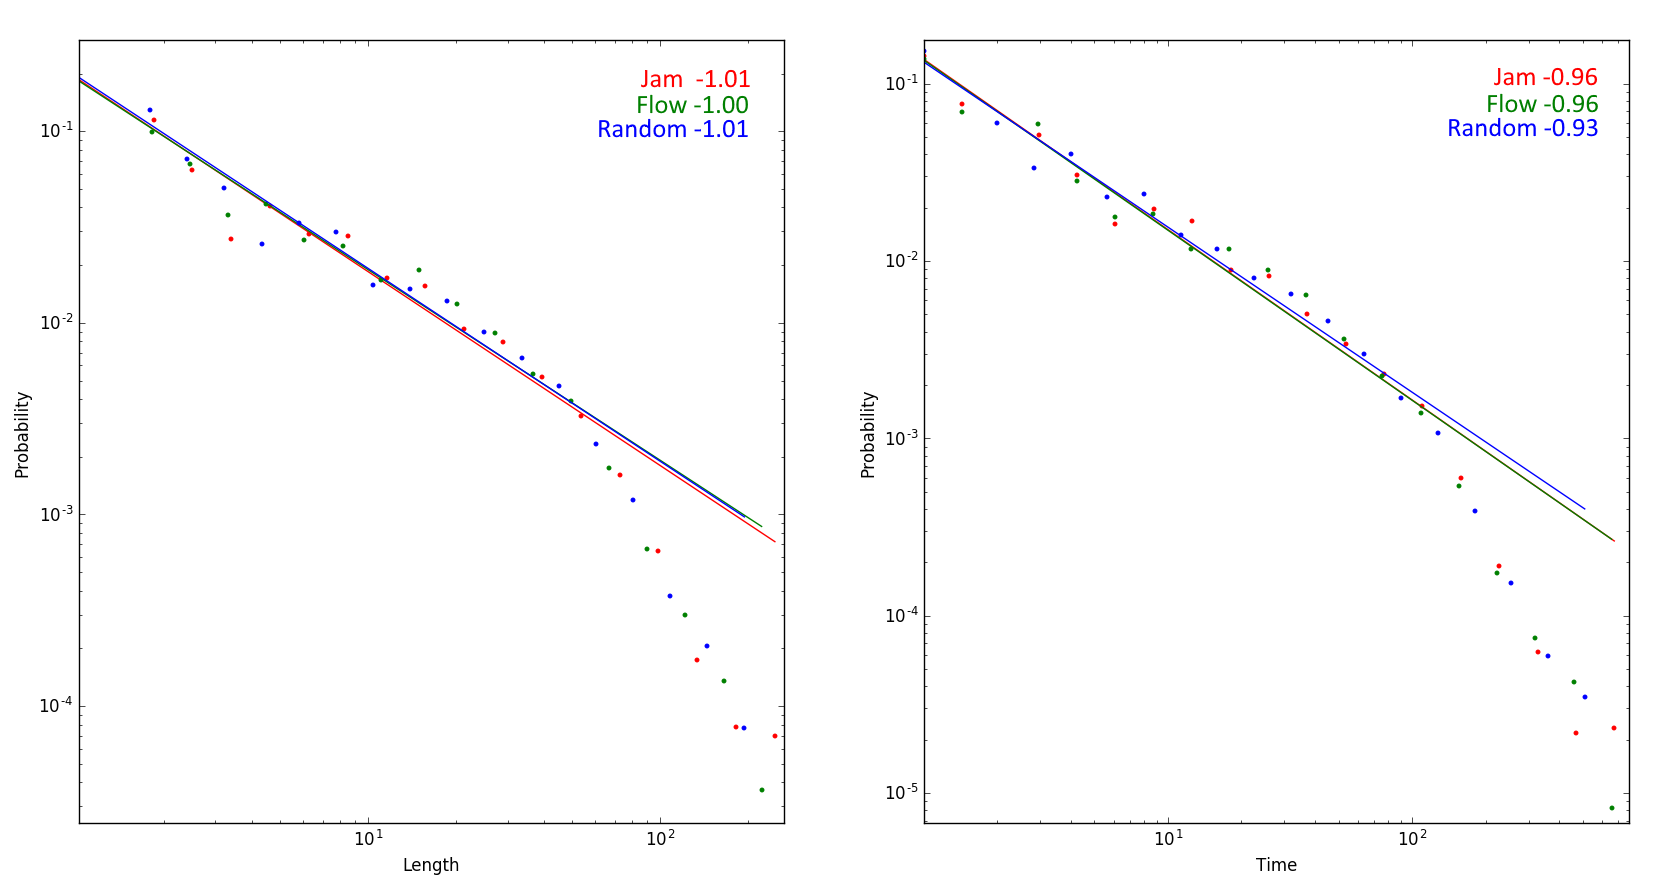 Jam -1.01
Flow -1.00
Random -1.01
10^-1
10^-2
10^-3
10^-4
Probability
10^1
10^2
Length
Jam -0.96
Flow -0.96
Random -0.93
10^-1
10^-2
10^-3
10^-4
10^-5
Probability
10^1
10^2
Time